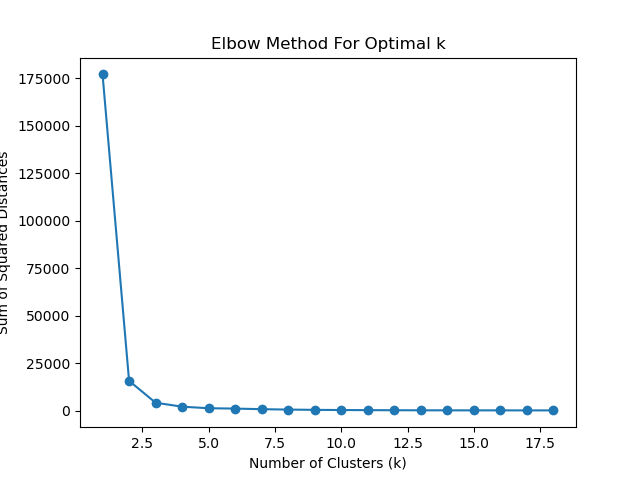 Elbow Method For Optimal k
175000
150000
125000
100000
75000
50000
25000
0
Sum of Squared Distances
2.5 5.0 7.5 10.0 12.5 15.0 17.5
Number of Clusters (k)